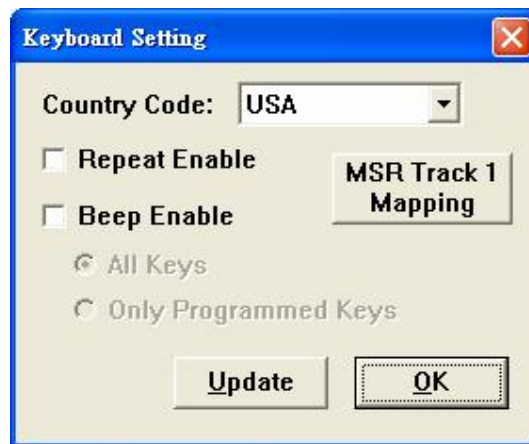 Keyboard Setting
Country Code: USA
Repeat Enable
MSR Track 1
Mapping
Beep Enable
All Keys
Only Programmed Keys
Update
OK